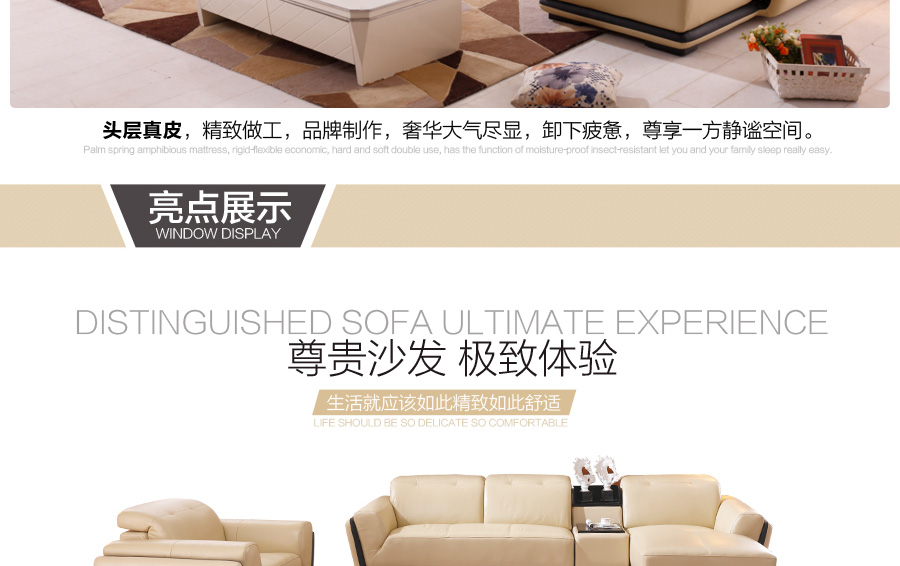 头层真皮，精致做工，品牌制作，奢华大气尽显，卸下疲惫，尊享一方静谧空间。
Palm spring amphibious mattress, rigid-flexible economic, hard and soft double use, has the function of moisture-proof insect-resistant let you and your family sleep really easy.
亮点展示
WINDOW DISPLAY
DISTINGUISHED SOFA ULTIMATE EXPERIENCE
尊贵沙发 极致体验
生活就应该如此精致如此舒适
LIFE SHOULD BE SO DELICATE SO COMFORTABLE